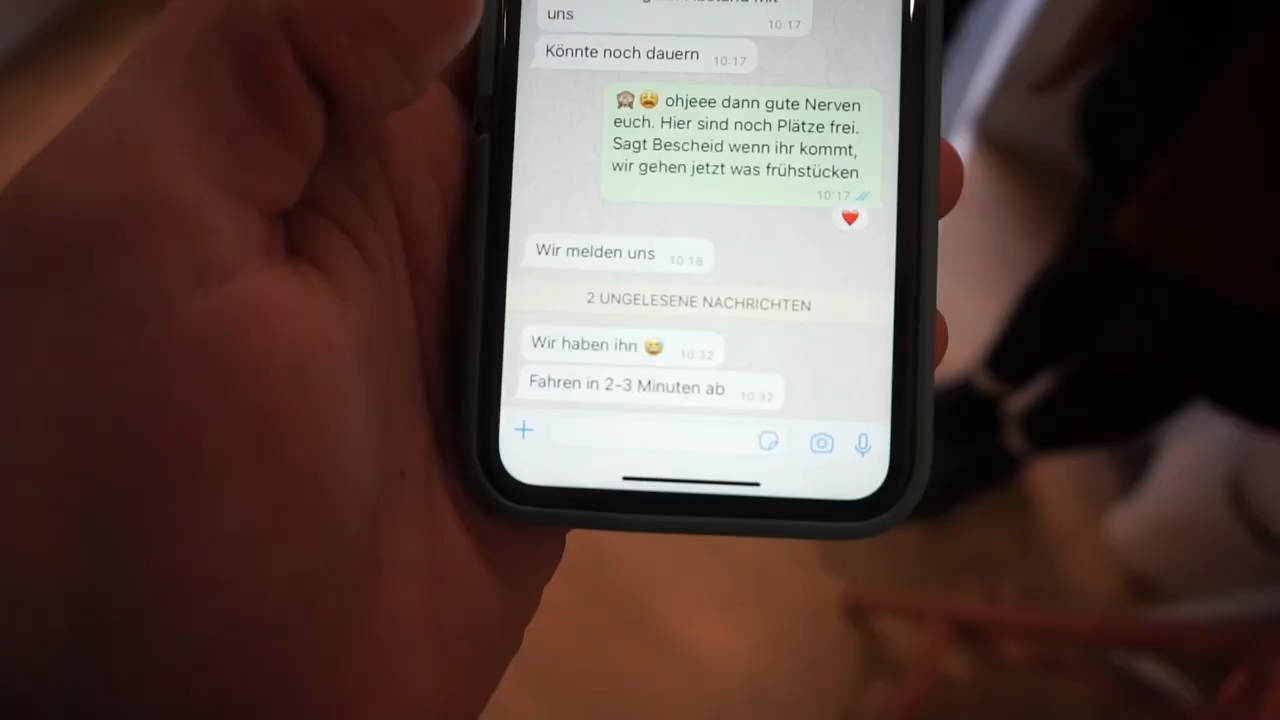 uns
10:17
Könnte noch dauern 10:17
🙈😩 ohjeee dann gute Nerven
euch. Hier sind noch Plätze frei.
Sagt Bescheid wenn ihr kommt,
wir gehen jetzt was frühstücken
10:17
Wir melden uns 10:18
2 UNGELESENE NACHRICHTEN
Wir haben ihn 😅 10:32
Fahren in 2-3 Minuten ab 10:32